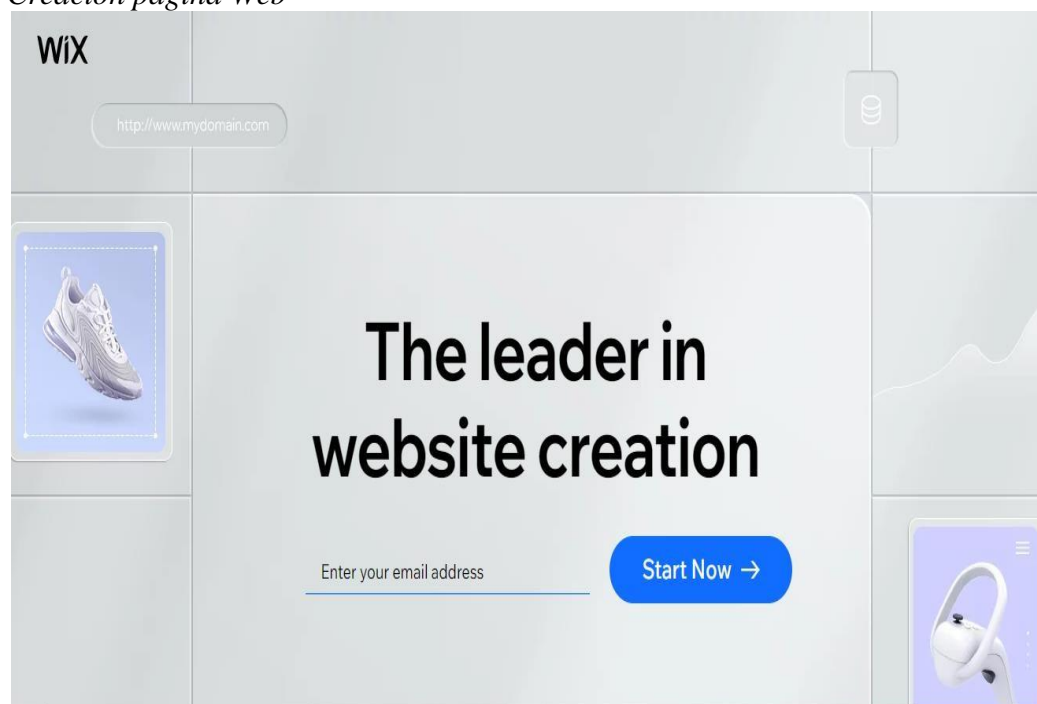 Creación página Web
WiX
http://www.mydomain.com
The leader in
website creation
Enter your email address
Start Now →